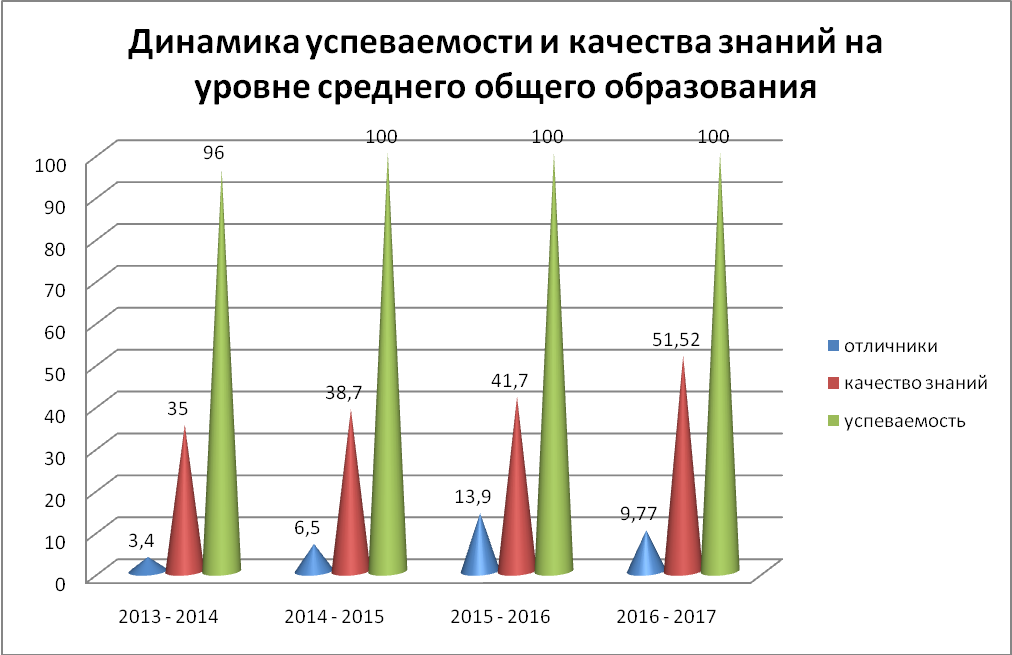 Динамика успеваемости и качества знаний на
уровне среднего общего образования
100
90
80
70
60
50
40
30
20
10
0
3,4
35
96
6,5
38,7
100
13,9
41,7
100
9,77
51,52
100
2013 - 2014
2014 - 2015
2015 - 2016
2016 - 2017
отличники
качество знаний
успеваемость